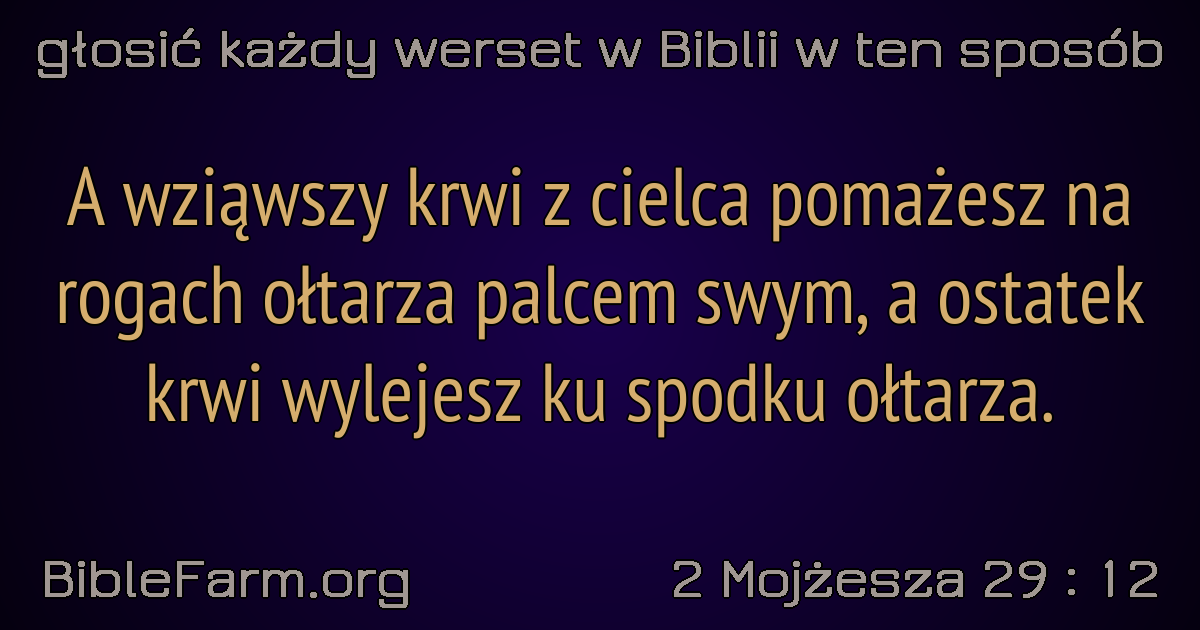 głosić każdy werset w Biblii w ten sposób
A wziąwszy krwi z cielca pomażesz na
rogach ołtarza palcem swym, a ostatek
krwi wylejesz ku spodku ołtarza.
BibleFarm.org
2 Mojżesza 29 : 12